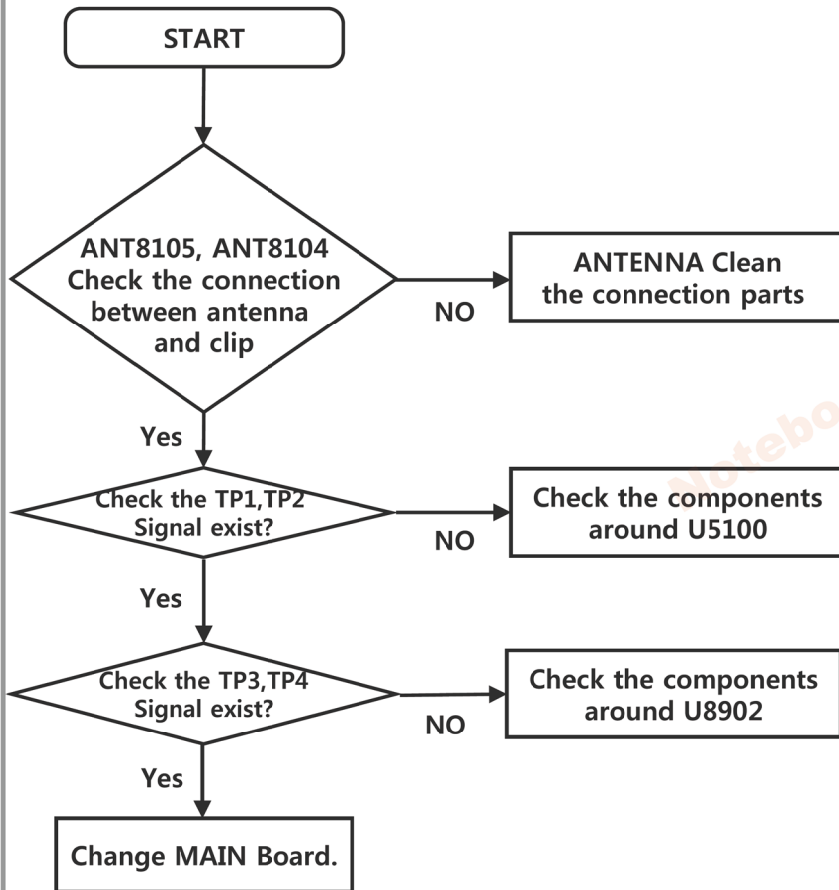 START
ANT8105, ANT8104
Check the connection
between antenna
and clip
NO
ANTENNA Clean
the connection parts
Yes
Check the TP1,TP2
Signal exist?
NO
Check the components
around U5100
Yes
Check the TP3,TP4
Signal exist?
NO
Check the components
around U8902
Yes
Change MAIN Board.